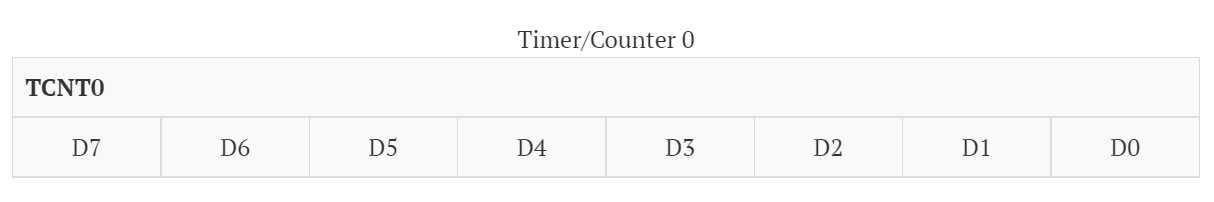 Timer/Counter 0
TCNT0
D7 D6 D5 D4 D3 D2 D1 D0